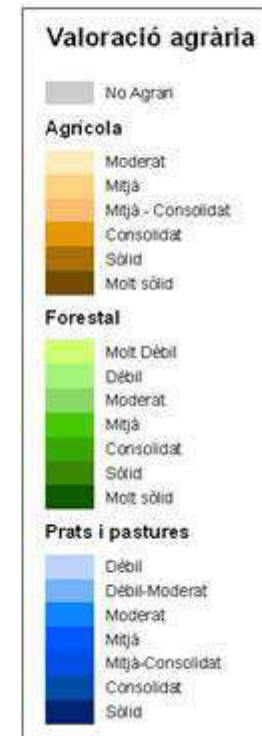 Valoració agrària
No Agrari
Agrícola
Moderat
Mitjà
Mitjà - Consolidat
Consolidat
Sòlid
Molt sòlid
Forestal
Molt Dèbil
Dèbil
Moderat
Mitjà
Consolidat
Sòlid
Molt sòlid
Prats i pastures
Dèbil
Dèbil-Moderat
Moderat
Mitjà
Mitjà-Consolidat
Consolidat
Sòlid